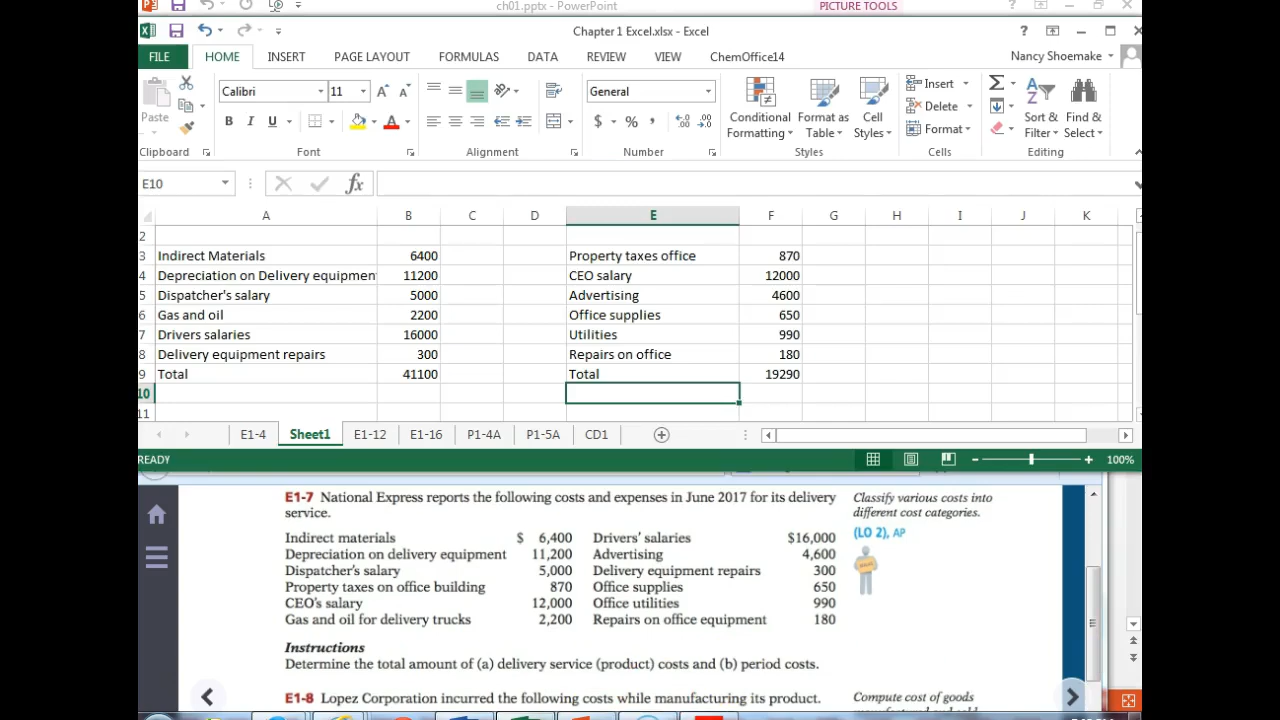 ch01.pptx - PowerPoint
PICTURE TOOLS
Chapter 1 Excel.xlsx - Excel
FILE HOME INSERT PAGE LAYOUT FORMULAS DATA REVIEW VIEW ChemOffice14 Nancy Shoemake
Paste
Calibri 11
B I U A
General
$ % ,
Conditional Formatting
Format as Table
Cell Styles
Insert
Delete
Format
Sort & Filter
Find & Select
Clipboard Font Alignment Number Styles Cells Editing
E10
fx
A B C D E F G H I J K
2
3 Indirect Materials 6400 Property taxes office 870
4 Depreciation on Delivery equipmen 11200 CEO salary 12000
5 Dispatcher's salary 5000 Advertising 4600
6 Gas and oil 2200 Office supplies 650
7 Drivers salaries 16000 Utilities 990
8 Delivery equipment repairs 300 Repairs on office 180
9 Total 41100 Total 19290
10
11
E1-4 Sheet1 E1-12 E1-16 P1-4A P1-5A CD1
READY 100%
E1-7 National Express reports the following costs and expenses in June 2017 for its delivery
service.
Classify various costs into
different cost categories.
(LO 2), AP
Indirect materials $ 6,400 Drivers' salaries $16,000
Depreciation on delivery equipment 11,200 Advertising 4,600
Dispatcher's salary 5,000 Delivery equipment repairs 300
Property taxes on office building 870 Office supplies 650
CEO's salary 12,000 Office utilities 990
Gas and oil for delivery trucks 2,200 Repairs on office equipment 180
Instructions
Determine the total amount of (a) delivery service (product) costs and (b) period costs.
E1-8 Lopez Corporation incurred the following costs while manufacturing its product.
Compute cost of goods